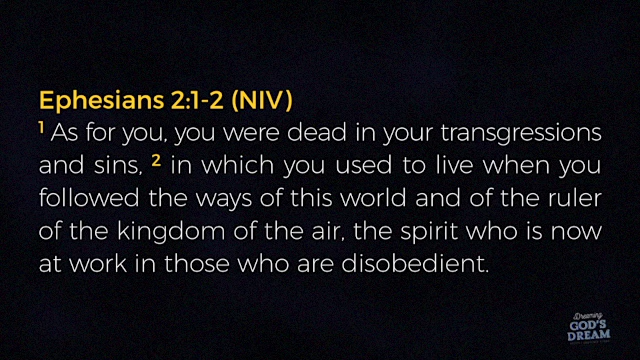 Ephesians 2:1-2 (NIV)
1 As for you, you were dead in your transgressions
and sins, 2 in which you used to live when you
followed the ways of this world and of the ruler
of the kingdom of the air, the spirit who is now
at work in those who are disobedient.
Dreaming
GOD'S
DREAM